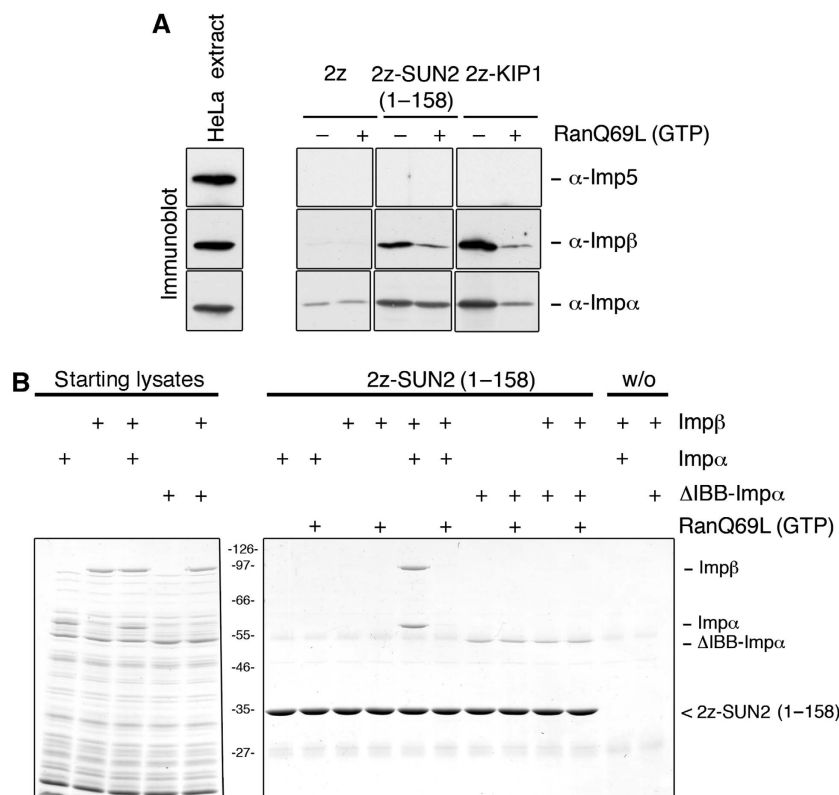 A
HeLa extract
2z 2z-SUN2 2z-KIP1
(1–158)
– + – + – + RanQ69L (GTP)
Immunoblot
– α-Imp5
– α-Impβ
– α-Impα
B Starting lysates 2z-SUN2 (1–158) w/o
+ + + + + + + + + + + Impβ
+ + + + + + + Impα
+ + + + + + + ΔIBB-Impα
+ + + + + RanQ69L (GTP)
-126-
-97- – Impβ
-66-
– Impα
-55- – ΔIBB-Impα
-46-
-35- < 2z-SUN2 (1–158)
-27-